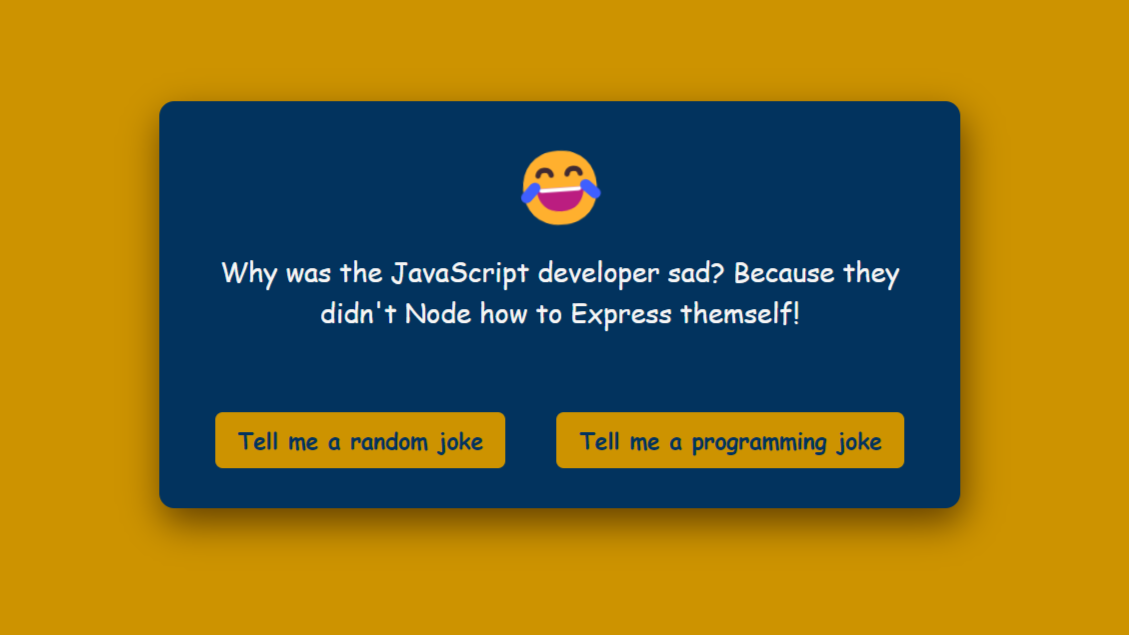 Why was the JavaScript developer sad? Because they
didn't Node how to Express themself!
Tell me a random joke
Tell me a programming joke